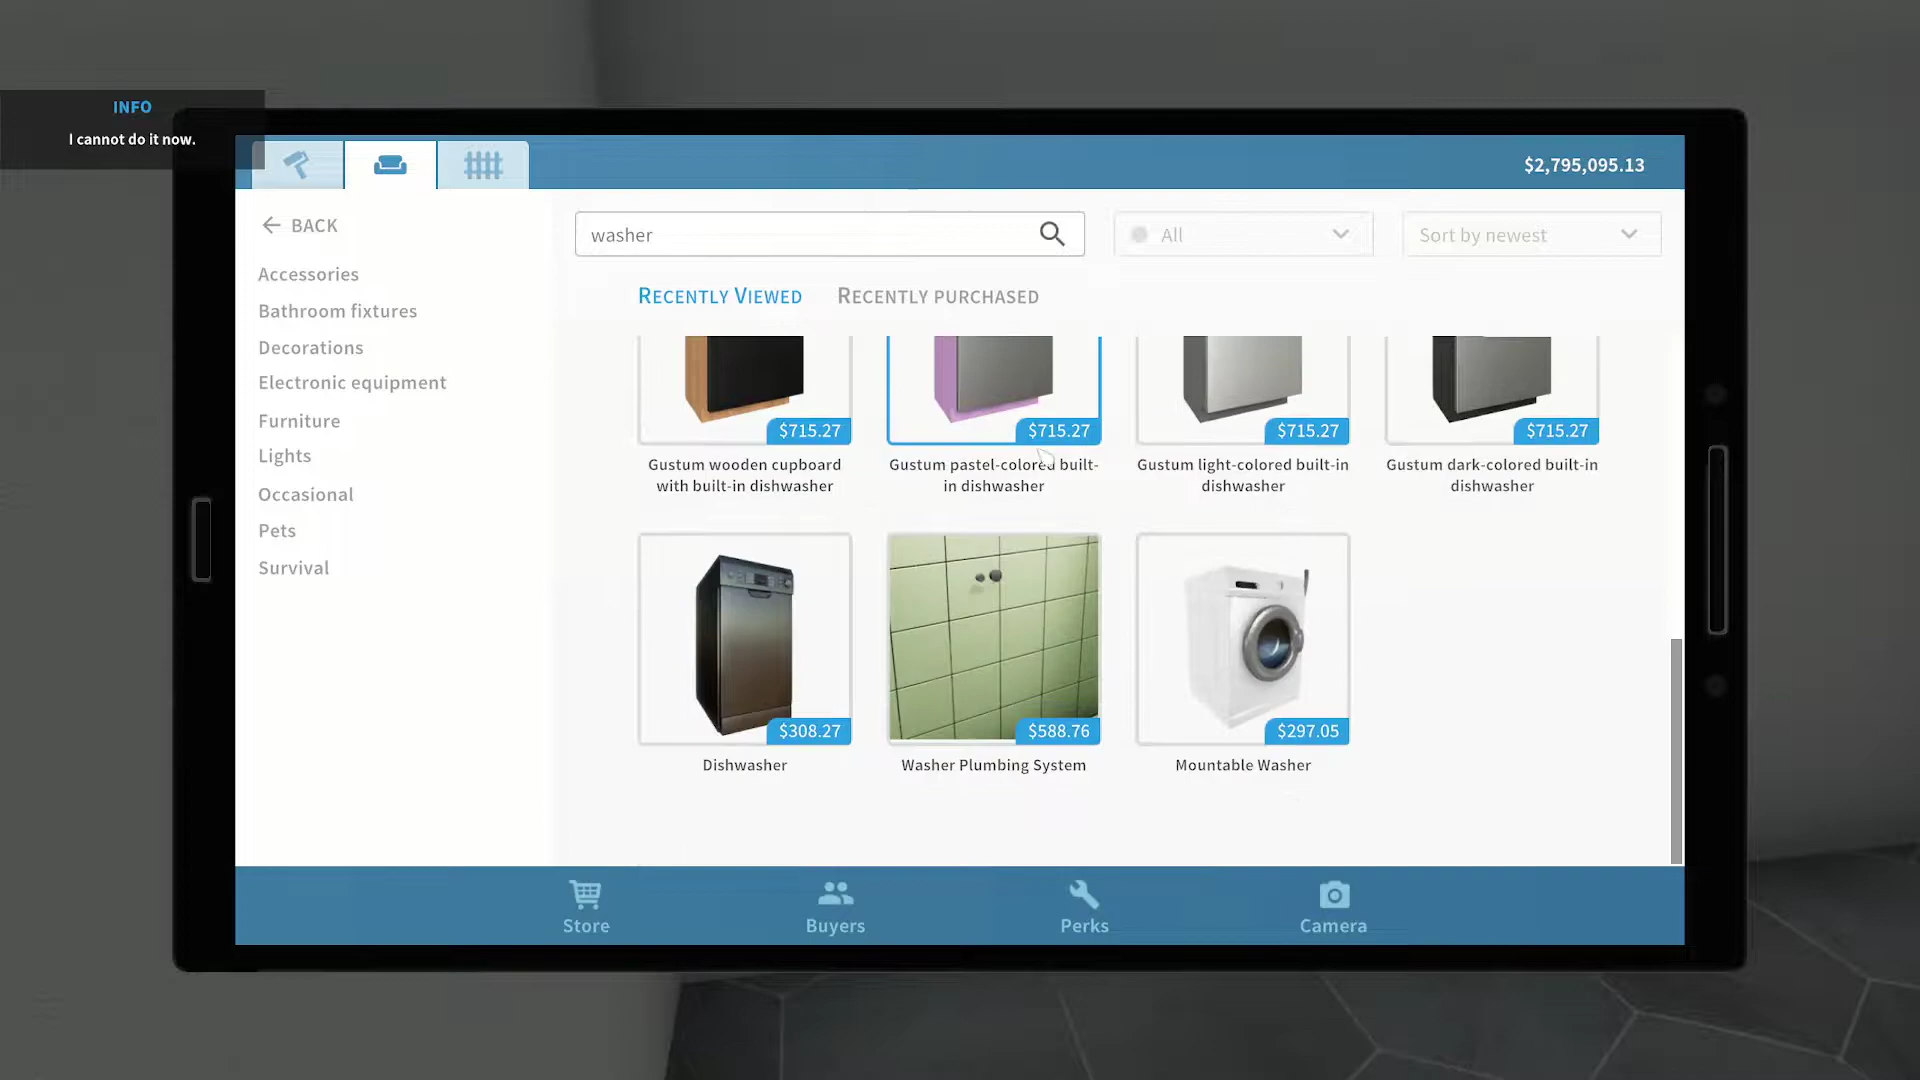 INFO
I cannot do it now.
$2,795,095.13
BACK
washer
All
Sort by newest
Accessories
Bathroom fixtures
Decorations
Electronic equipment
Furniture
Lights
Occasional
Pets
Survival
RECENTLY VIEWED
RECENTLY PURCHASED
$715.27
$715.27
$715.27
$715.27
Gustum wooden cupboard
with built-in dishwasher
Gustum pastel-colored built-
in dishwasher
Gustum light-colored built-in
dishwasher
Gustum dark-colored built-in
dishwasher
$308.27
$588.76
$297.05
Dishwasher
Washer Plumbing System
Mountable Washer
Store
Buyers
Perks
Camera